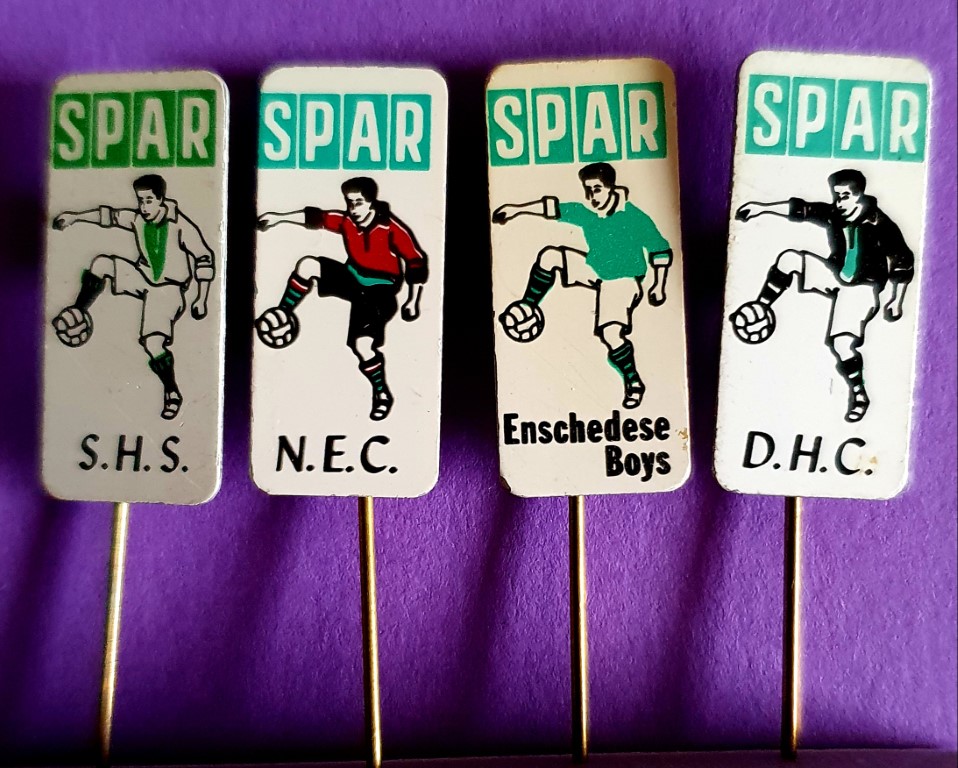 SPAR
S.H.S.
SPAR
N.E.C.
SPAR
Enschedese
Boys
SPAR
D.H.C.